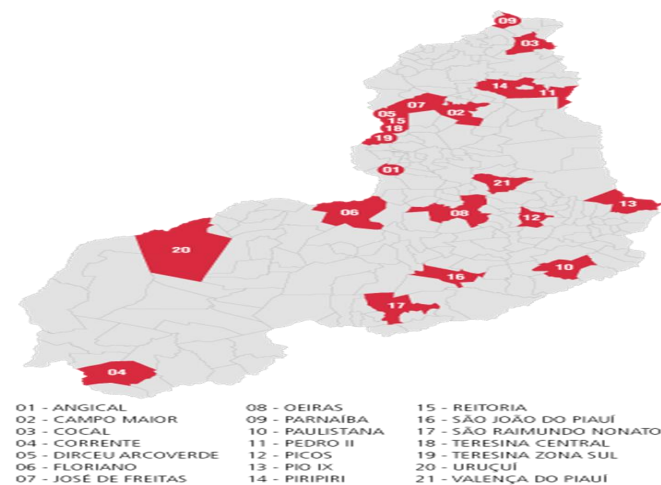 09
03
14
11
07
05
02
15
18
19
01
21
06
08
12
13
20
10
16
17
04
01 - ANGICAL
02 - CAMPO MAIOR
03 - COCAL
04 - CORRENTE
05 - DIRCEU ARCOVERDE
06 - FLORIANO
07 - JOSÉ DE FREITAS
08 - OEIRAS
09 - PARNAÍBA
10 - PAULISTANA
11 - PEDRO II
12 - PICOS
13 - PIO IX
14 - PIRIPIRI
15 - REITORIA
16 - SÃO JOÃO DO PIAUÍ
17 - SÃO RAIMUNDO NONATO
18 - TERESINA CENTRAL
19 - TERESINA ZONA SUL
20 - URUÇUÍ
21 - VALENÇA DO PIAUÍ